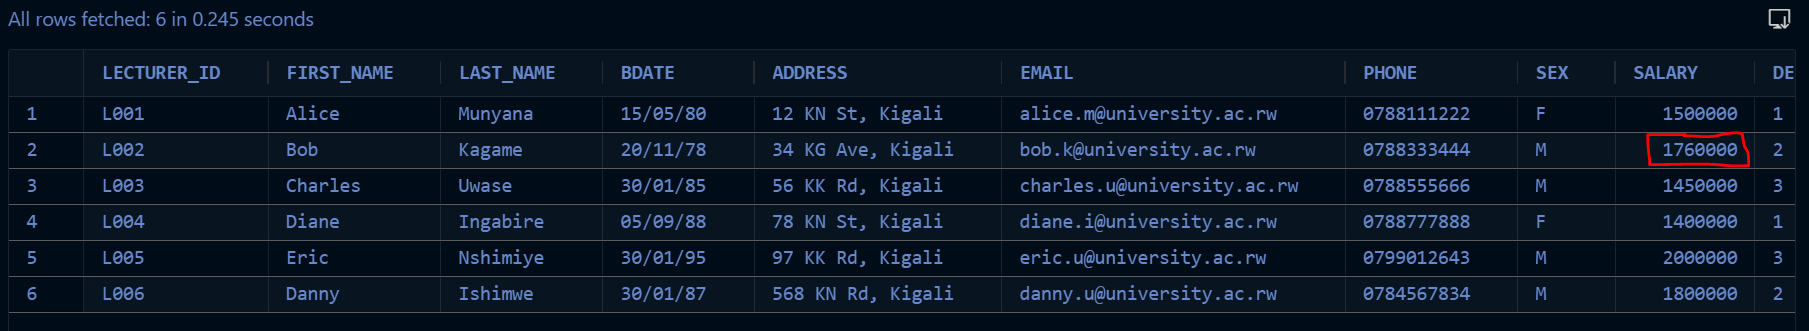 All rows fetched: 6 in 0.245 seconds
LECTURER_ID FIRST_NAME LAST_NAME BDATE ADDRESS EMAIL PHONE SEX SALARY DE
1 L001 Alice Munyana 15/05/80 12 KN St, Kigali alice.m@university.ac.rw 0788111222 F 1500000 1
2 L002 Bob Kagame 20/11/78 34 KG Ave, Kigali bob.k@university.ac.rw 0788333444 M 1760000 2
3 L003 Charles Uwase 30/01/85 56 KK Rd, Kigali charles.u@university.ac.rw 0788555666 M 1450000 3
4 L004 Diane Ingabire 05/09/88 78 KN St, Kigali diane.i@university.ac.rw 0788777888 F 1400000 1
5 L005 Eric Nshimiye 30/01/95 97 KK Rd, Kigali eric.u@university.ac.rw 0799012643 M 2000000 3
6 L006 Danny Ishimwe 30/01/87 568 KN Rd, Kigali danny.u@university.ac.rw 0784567834 M 1800000 2